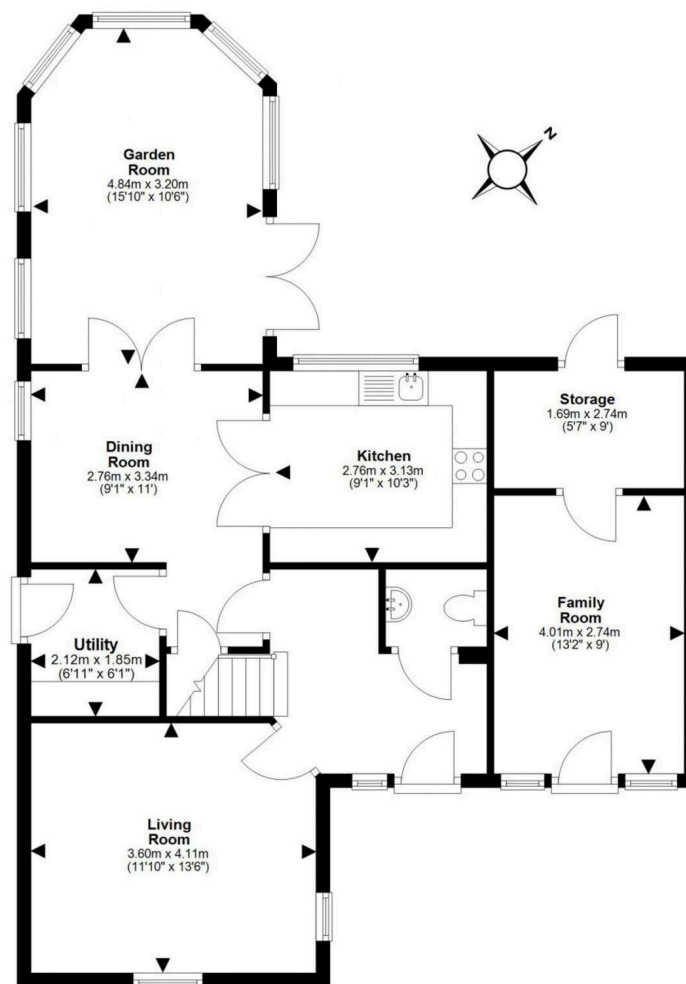 N
Garden
Room
4.84m x 3.20m
(15'10" x 10'6")
Dining
Room
2.76m x 3.34m
(9'1" x 11')
Kitchen
2.76m x 3.13m
(9'1" x 10'3")
Storage
1.69m x 2.74m
(5'7" x 9')
Family
Room
4.01m x 2.74m
(13'2" x 9')
Utility
2.12m x 1.85m
(6'11" x 6'1")
Living
Room
3.60m x 4.11m
(11'10" x 13'6")